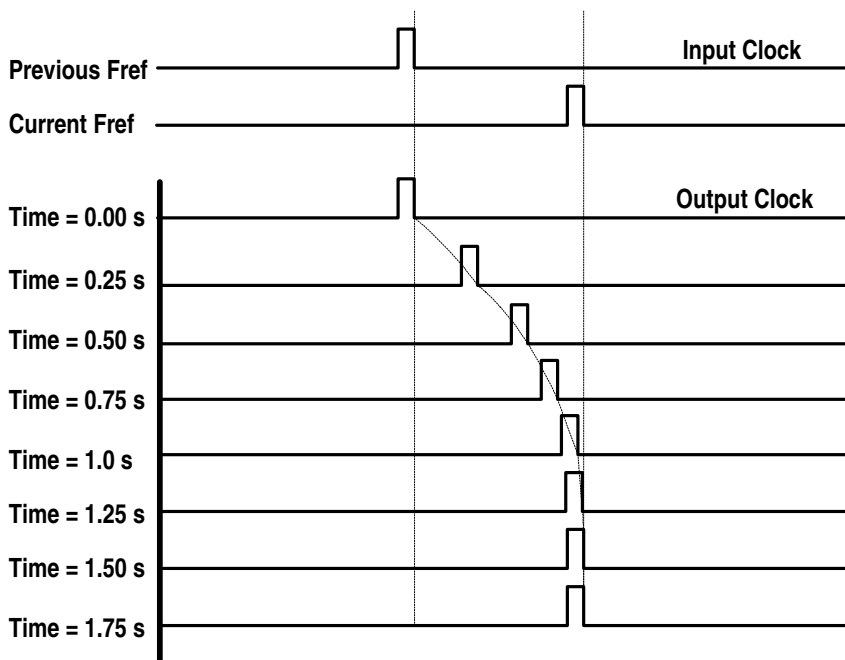 Input Clock
Previous Fref
Current Fref
Output Clock
Time = 0.00 s
Time = 0.25 s
Time = 0.50 s
Time = 0.75 s
Time = 1.0 s
Time = 1.25 s
Time = 1.50 s
Time = 1.75 s